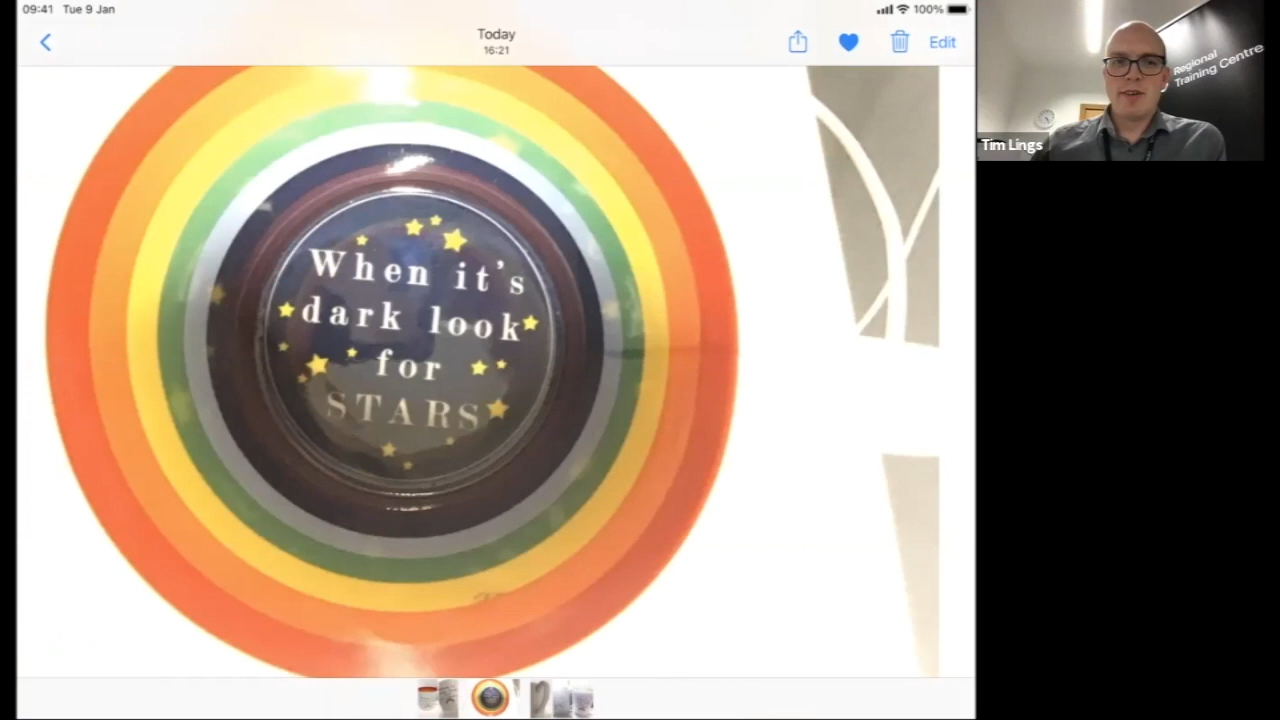 09:41 Tue 9 Jan
100%
Today
16:21
Edit
When it's
dark look
for
STARS
Regional
Training Centre
Tim Lings